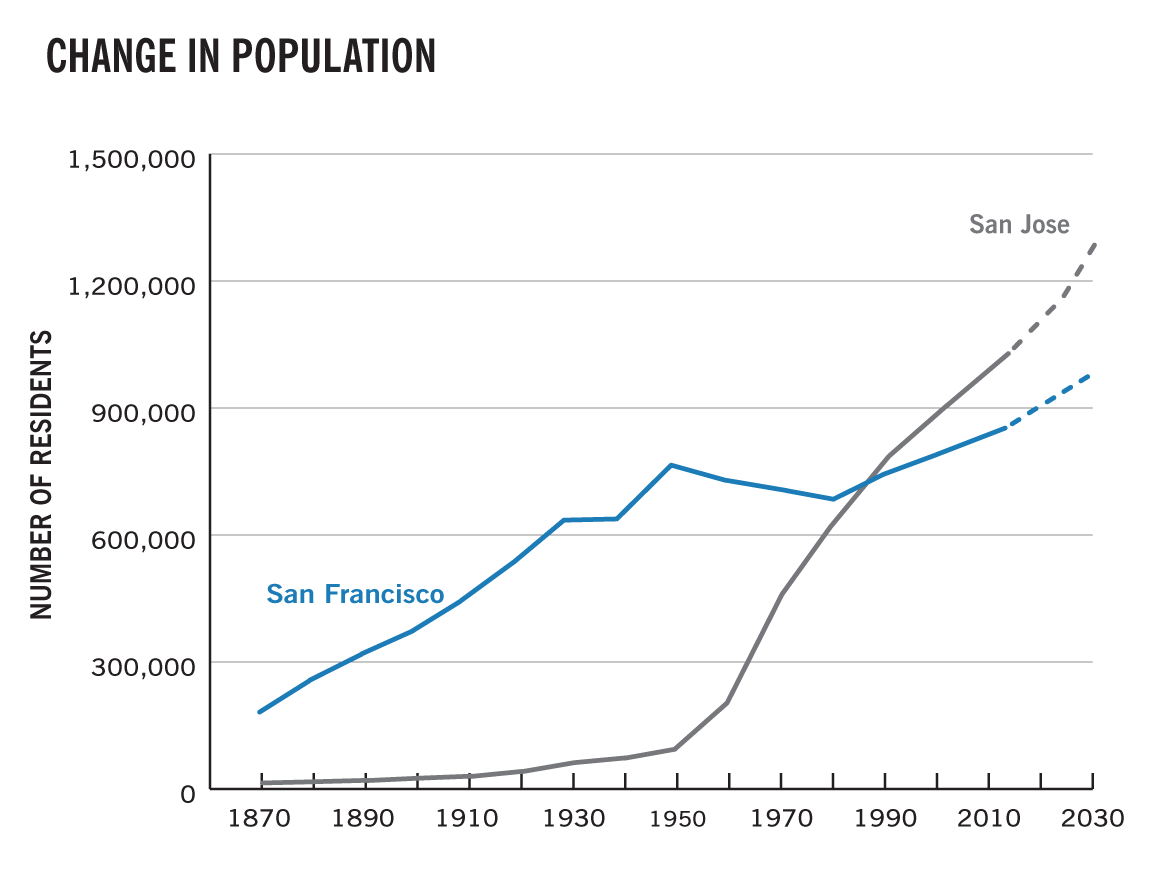 CHANGE IN POPULATION
NUMBER OF RESIDENTS
1,500,000
1,200,000
900,000
600,000
300,000
0
San Jose
San Francisco
1870 1890 1910 1930 1950 1970 1990 2010 2030